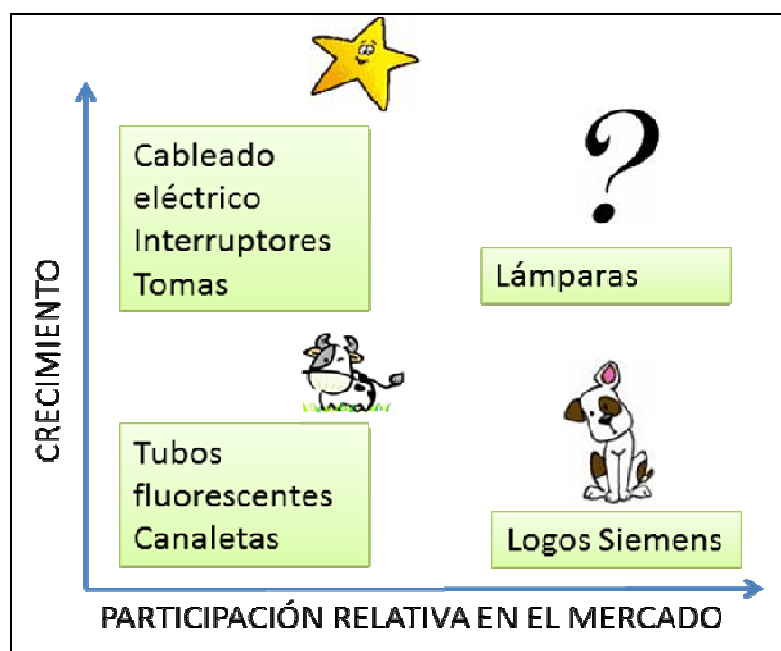 Cableado
eléctrico
Interruptores
Tomas
?
Lámparas
CRECIMIENTO
Tubos
fluorescentes
Canaletas
Logos Siemens
PARTICIPACIÓN RELATIVA EN EL MERCADO